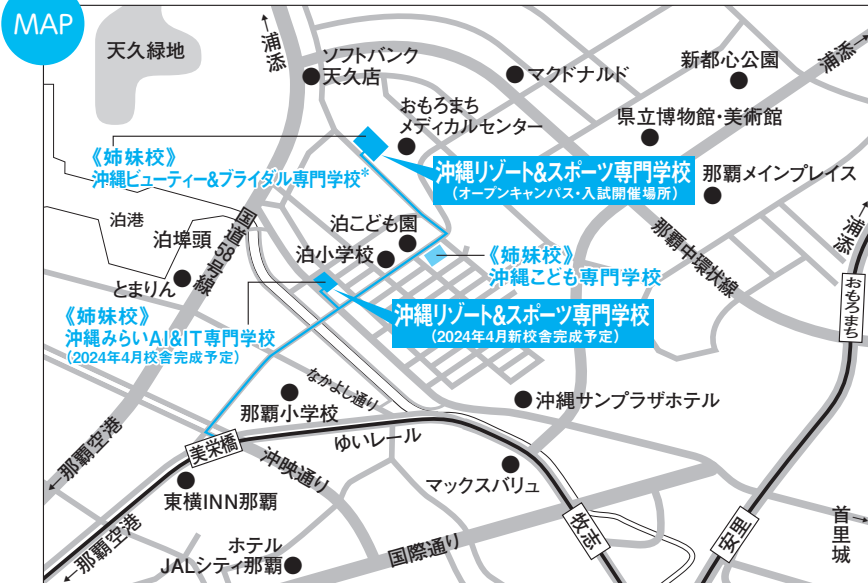 MAP
天久緑地
←浦添
ソフトバンク
天久店
マクドナルド
新都心公園
浦添→
おもろまち
メディカルセンター
県立博物館・美術館
《姉妹校》
沖縄ビューティー&ブライダル専門学校*
沖縄リゾート&スポーツ専門学校
(オープンキャンパス・入試開催場所)
那覇メインプレイス
泊港
泊埠頭
国道58号線
泊こども園
泊小学校
那覇中環状線
浦添→
とまりん
《姉妹校》
沖縄こども専門学校
おもろまち
《姉妹校》
沖縄みらいAI&IT専門学校
(2024年4月校舎完成予定)
沖縄リゾート&スポーツ専門学校
(2024年4月新校舎完成予定)
なかよし通り
那覇小学校
沖縄サンプラザホテル
←那覇空港
美栄橋
ゆいレール
沖映通り
マックスバリュ
東横INN那覇
牧志
安里
首里城→
←那覇空港
ホテル
JALシティ那覇
国際通り